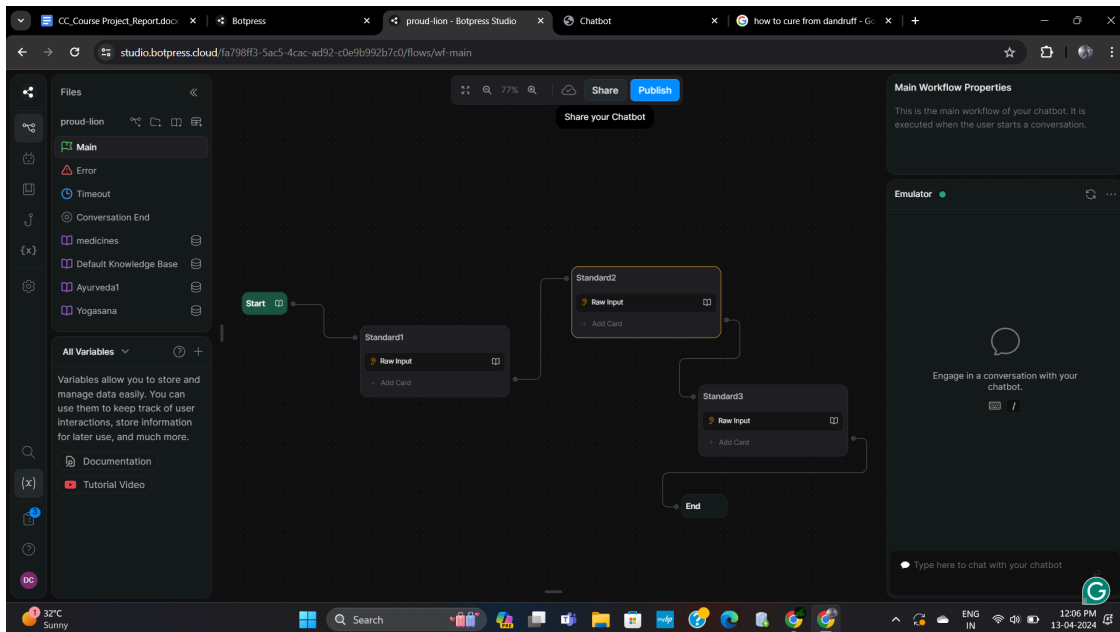 CC_Course Project_Report.docx
Botpress
proud-lion - Botpress Studio
Chatbot
how to cure from dandruff - Go
studio.botpress.cloud/fa798ff3-5ac5-4cac-ad92-c0e9b992b7c0/flows/wf-main
Files
proud-lion
Main
Error
Timeout
Conversation End
medicines
Default Knowledge Base
Ayurveda1
Yogasana
All Variables
Variables allow you to store and
manage data easily. You can
use them to keep track of user
interactions, store information
for later use, and much more.
Documentation
Tutorial Video
{x}
(x)
3
DC
77%
Share
Publish
Share your Chatbot
Start
Standard1
Raw Input
+ Add Card
Standard2
Raw Input
+ Add Card
Standard3
Raw Input
+ Add Card
End
Main Workflow Properties
This is the main workflow of your chatbot. It is
executed when the user starts a conversation.
Emulator
Engage in a conversation with your
chatbot.
/
Type here to chat with your chatbot
1
32°C
Sunny
Search
ENG
IN
12:06 PM
13-04-2024